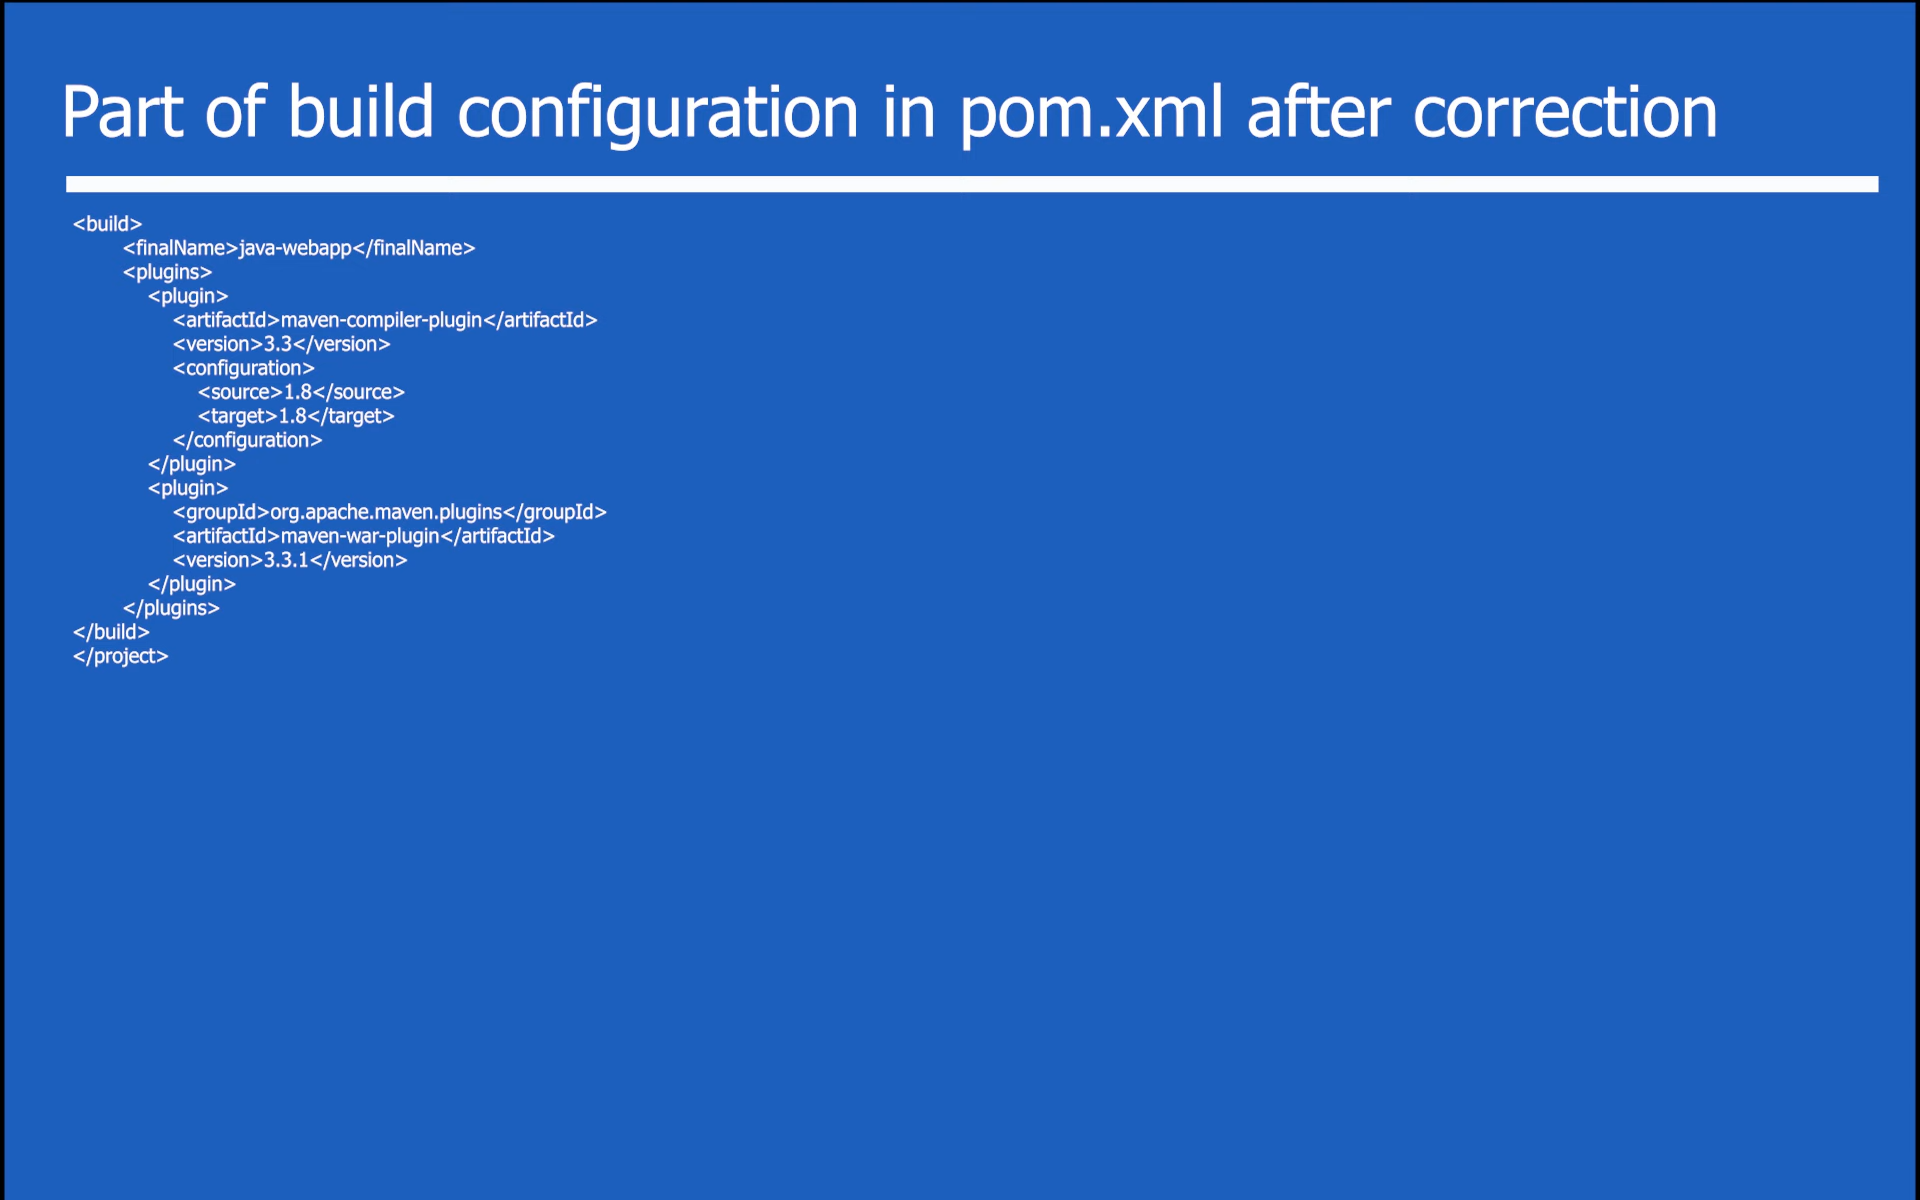 Part of build configuration in pom.xml after correction
<build>
<finalName>java-webapp</finalName>
<plugins>
<plugin>
<artifactId>maven-compiler-plugin</artifactId>
<version>3.3</version>
<configuration>
<source>1.8</source>
<target>1.8</target>
</configuration>
</plugin>
<plugin>
<groupId>org.apache.maven.plugins</groupId>
<artifactId>maven-war-plugin</artifactId>
<version>3.3.1</version>
</plugin>
</plugins>
</build>
</project>